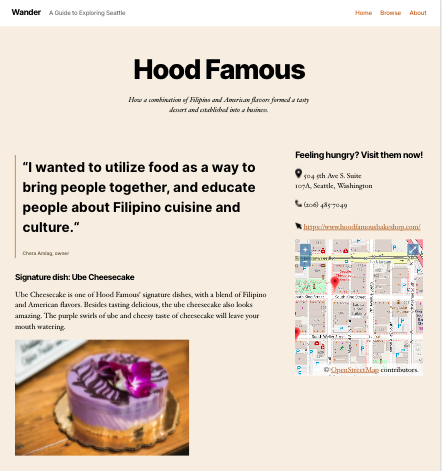 Wander A Guide to Exploring Seattle Home Browse About
Hood Famous
How a combination of Filipino and American flavors formed a tasty
dessert and established into a business.
“I wanted to utilize food as a way to
bring people together, and educate
people about Filipino cuisine and
culture.“
Chera Amlag, owner
Signature dish: Ube Cheesecake
Ube Cheesecake is one of Hood Famous' signature dishes, with a blend of Filipino
and American flavors. Besides tasting delicious, the ube cheesecake also looks
amazing. The purple swirls of ube and cheesy taste of cheesecake will leave your
mouth watering.
Feeling hungry? Visit them now!
504 5th Ave S. Suite
107A, Seattle, Washington
(206) 485-7049
https://www.hoodfamousbakeshop.com/
South King Street
© OpenStreetMap contributors.